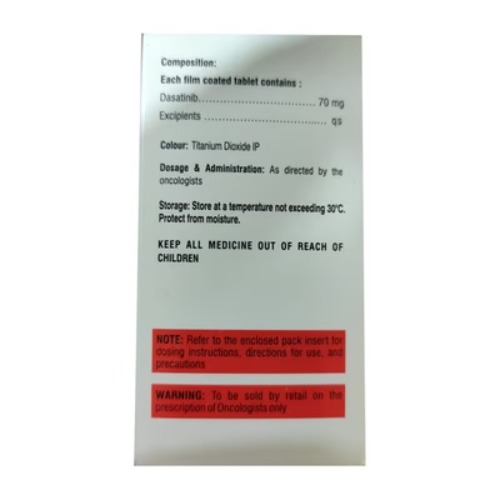 Composition:
Each film coated tablet contains :
Dasatinib................................ 70 mg
Excipients ................................ qs
Colour: Titanium Dioxide IP
Dosage & Administration: As directed by the
oncologists
Storage: Store at a temperature not exceeding 30°C.
Protect from moisture.
KEEP ALL MEDICINE OUT OF REACH OF
CHILDREN
NOTE: Refer to the enclosed pack insert for
dosing instructions, directions for use, and
precautions
WARNING: To be sold by retail on the
prescription of Oncologists only